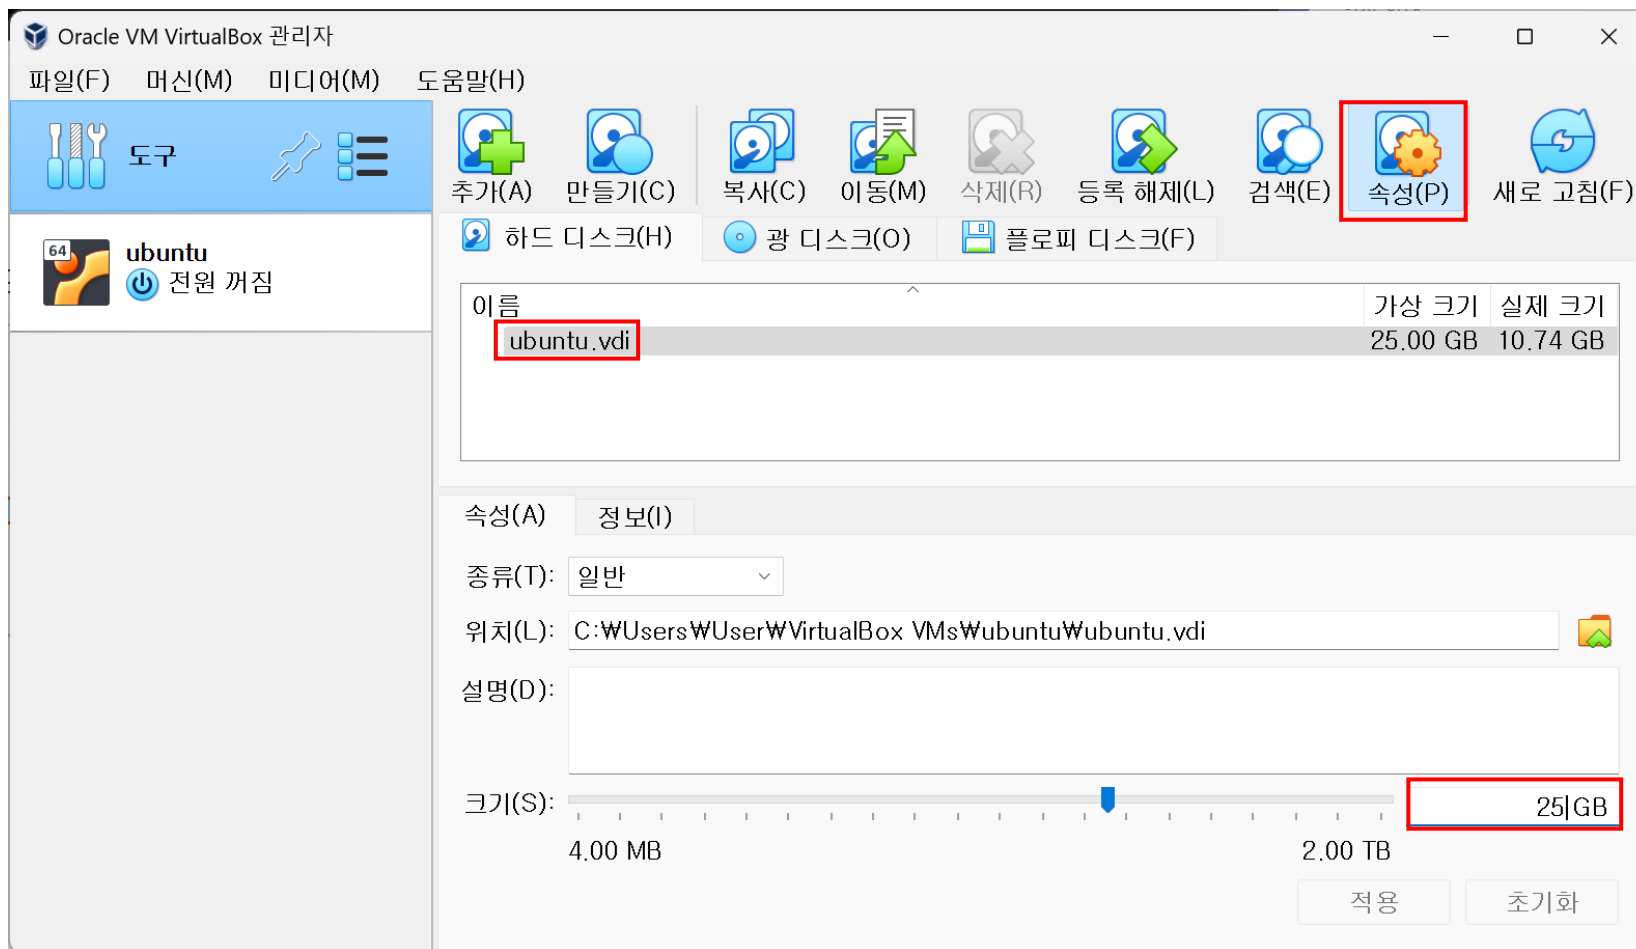 Oracle VM VirtualBox 관리자
파일(F) 머신(M) 미디어(M) 도움말(H)
도구
추가(A) 만들기(C) 복사(C) 이동(M) 삭제(R) 등록 해제(L) 검색(E) 속성(P) 새로 고침(F)
64
ubuntu
전원 꺼짐
하드 디스크(H) 광 디스크(O) 플로피 디스크(F)
이름 가상 크기 실제 크기
ubuntu.vdi 25.00 GB 10.74 GB
속성(A) 정보(I)
종류(T): 일반
위치(L): C:₩Users₩User₩VirtualBox VMs₩ubuntu₩ubuntu.vdi
설명(D):
크기(S): 25 GB
4.00 MB 2.00 TB
적용 초기화